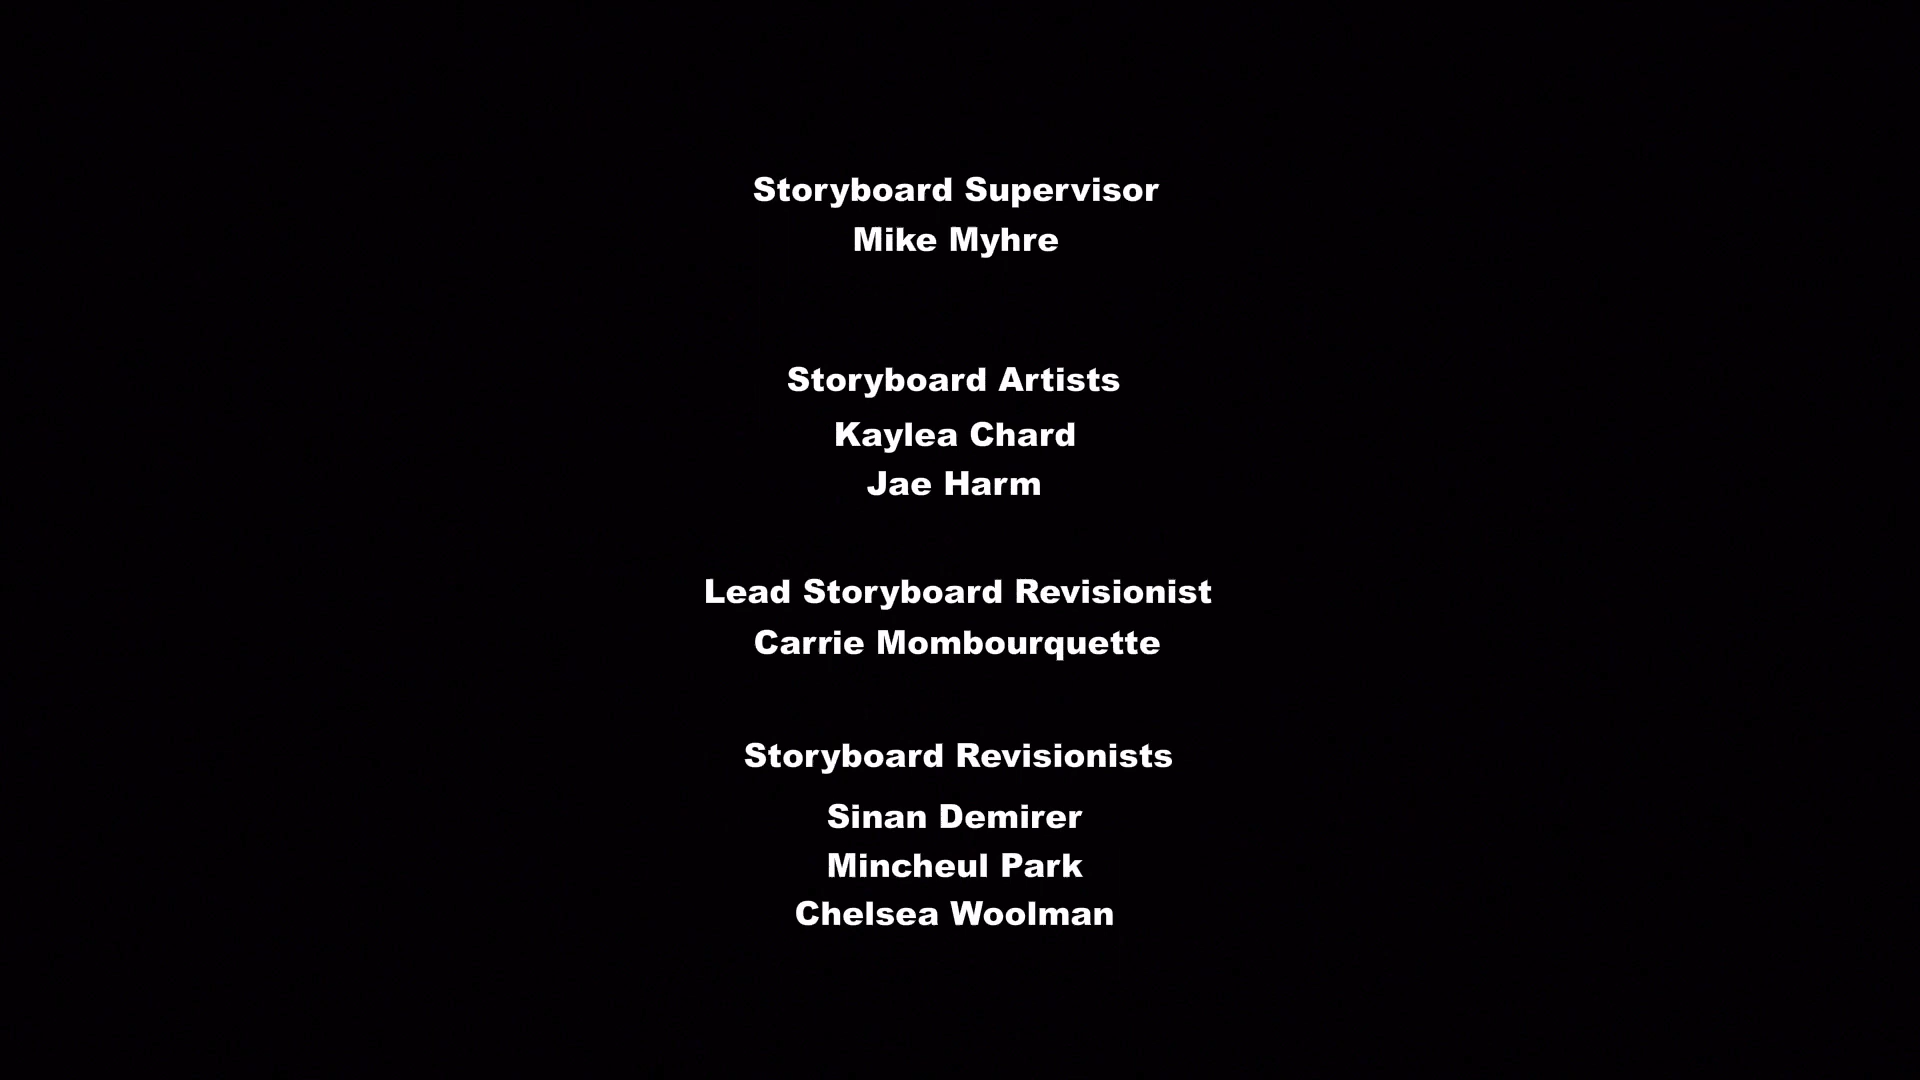 Storyboard Supervisor
Mike Myhre
Storyboard Artists
Kaylea Chard
Jae Harm
Lead Storyboard Revisionist
Carrie Mombourquette
Storyboard Revisionists
Sinan Demirer
Mincheul Park
Chelsea Woolman